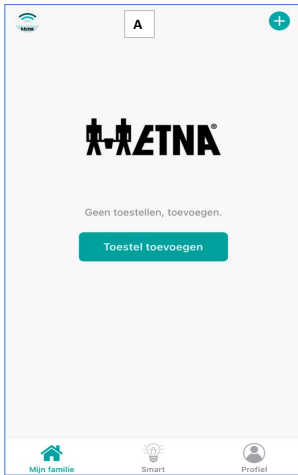 ETNA
A
+
ETNA®
Geen toestellen, toevoegen.
Toestel toevoegen
Mijn familie
Smart
Profiel